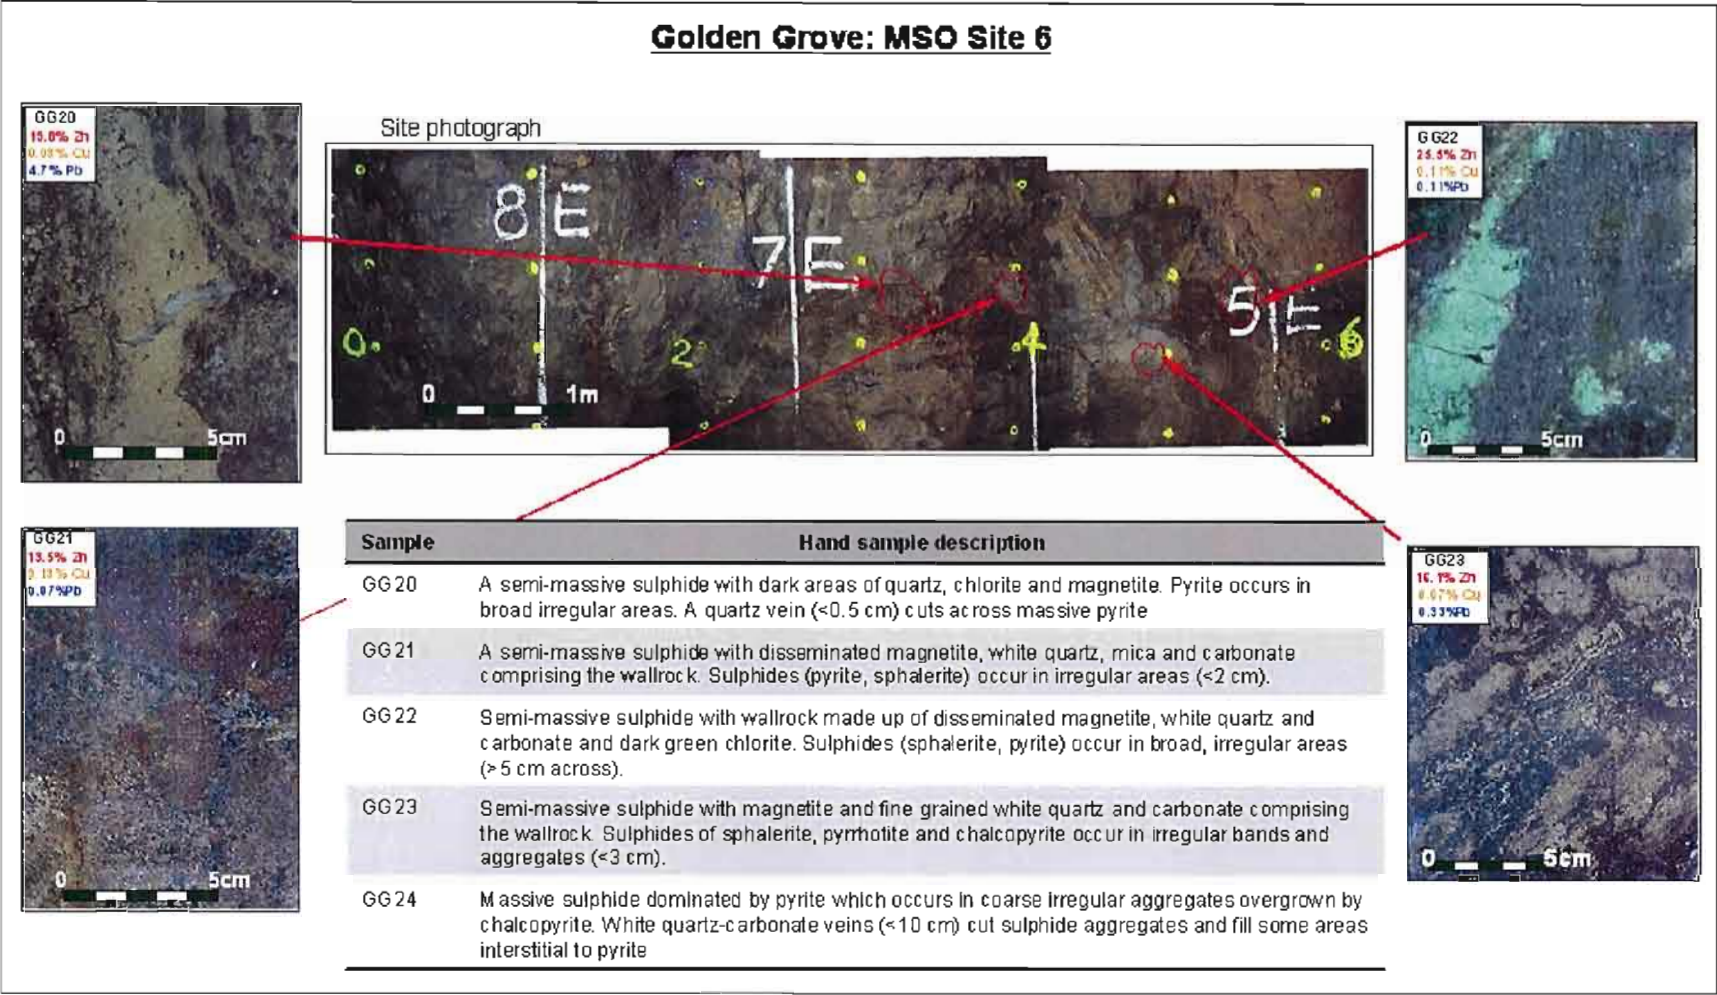 Golden Grove: MSO Site 6
GG20
4.7% Pb
Site photograph
8E
7E
5E
0
2
4
6
0 1m
0 5cm
GG22
25.5% Zn
0.11% Cu
0.11%Pb
0 5cm
GG21
13.5% Zn
0.07%Pb
0 5cm
GG23
16.1% Zn
0.07% Cu
0.33%Pb
0 5cm
Sample Hand sample description
GG20 A semi-massive sulphide with dark areas of quartz, chlorite and magnetite. Pyrite occurs in
broad irregular areas. A quartz vein (<0.5 cm) cuts across massive pyrite
GG21 A semi-massive sulphide with disseminated magnetite, white quartz, mica and carbonate
comprising the wallrock. Sulphides (pyrite, sphalerite) occur in irregular areas (<2 cm).
GG22 Semi-massive sulphide with wallrock made up of disseminated magnetite, white quartz and
carbonate and dark green chlorite. Sulphides (sphalerite, pyrite) occur in broad, irregular areas
(>5 cm across).
GG23 Semi-massive sulphide with magnetite and fine grained white quartz and carbonate comprising
the wallrock. Sulphides of sphalerite, pyrrhotite and chalcopyrite occur in irregular bands and
aggregates (<3 cm).
GG24 Massive sulphide dominated by pyrite which occurs in coarse irregular aggregates overgrown by
chalcopyrite. White quartz-carbonate veins (<10 cm) cut sulphide aggregates and fill some areas
interstitial to pyrite